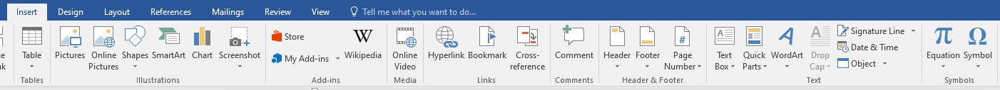 Insert Design Layout References Mailings Review View Tell me what you want to do...
Table
Tables
Pictures
Online
Pictures
Shapes
SmartArt
Chart
Screenshot
Illustrations
Store
My Add-ins
W
Wikipedia
Add-ins
Online
Video
Media
Hyperlink
Bookmark
Cross-
reference
Links
Comment
Comments
Header
Footer
#
Page
Number
Header & Footer
A
Text
Box
Quick
Parts
A
WordArt
A
Drop
Cap
Signature Line
Date & Time
Object
Text
π
Equation
Ω
Symbol
Symbols